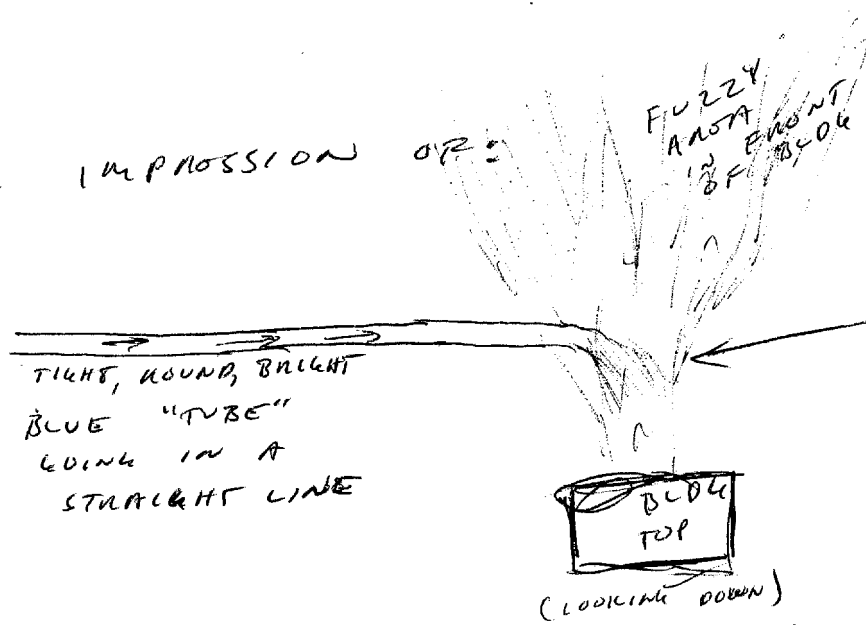 IMPRESSION OF:
FUZZY
AREA
IN FRONT
OF BLDG
TIGHT, ROUND, BRIGHT
BLUE "TUBE"
GOING IN A
STRAIGHT LINE
BLDG
TOP
(LOOKING DOWN)